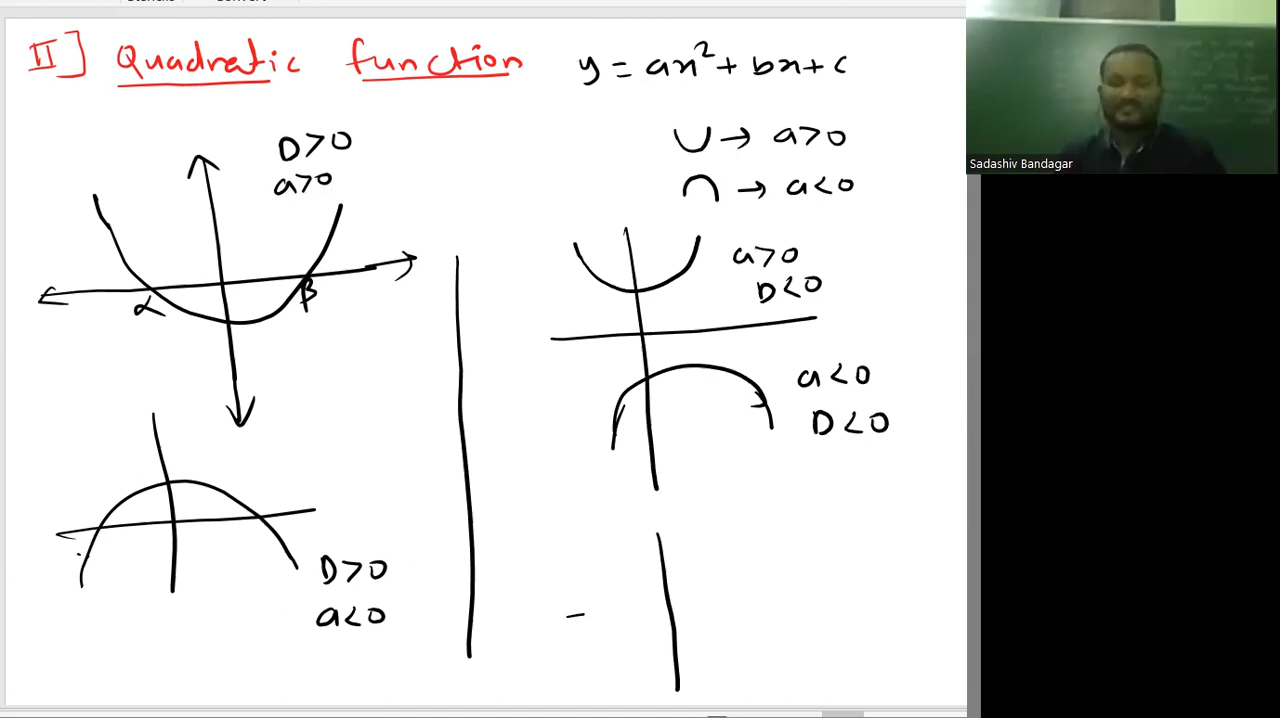 II] Quadratic function y = ax² + bx + c
D>0
a>0
α
β
∪ → a>0
∩ → a<0
a>0
D<0
a<0
D<0
D>0
a<0
Sadashiv Bandagar